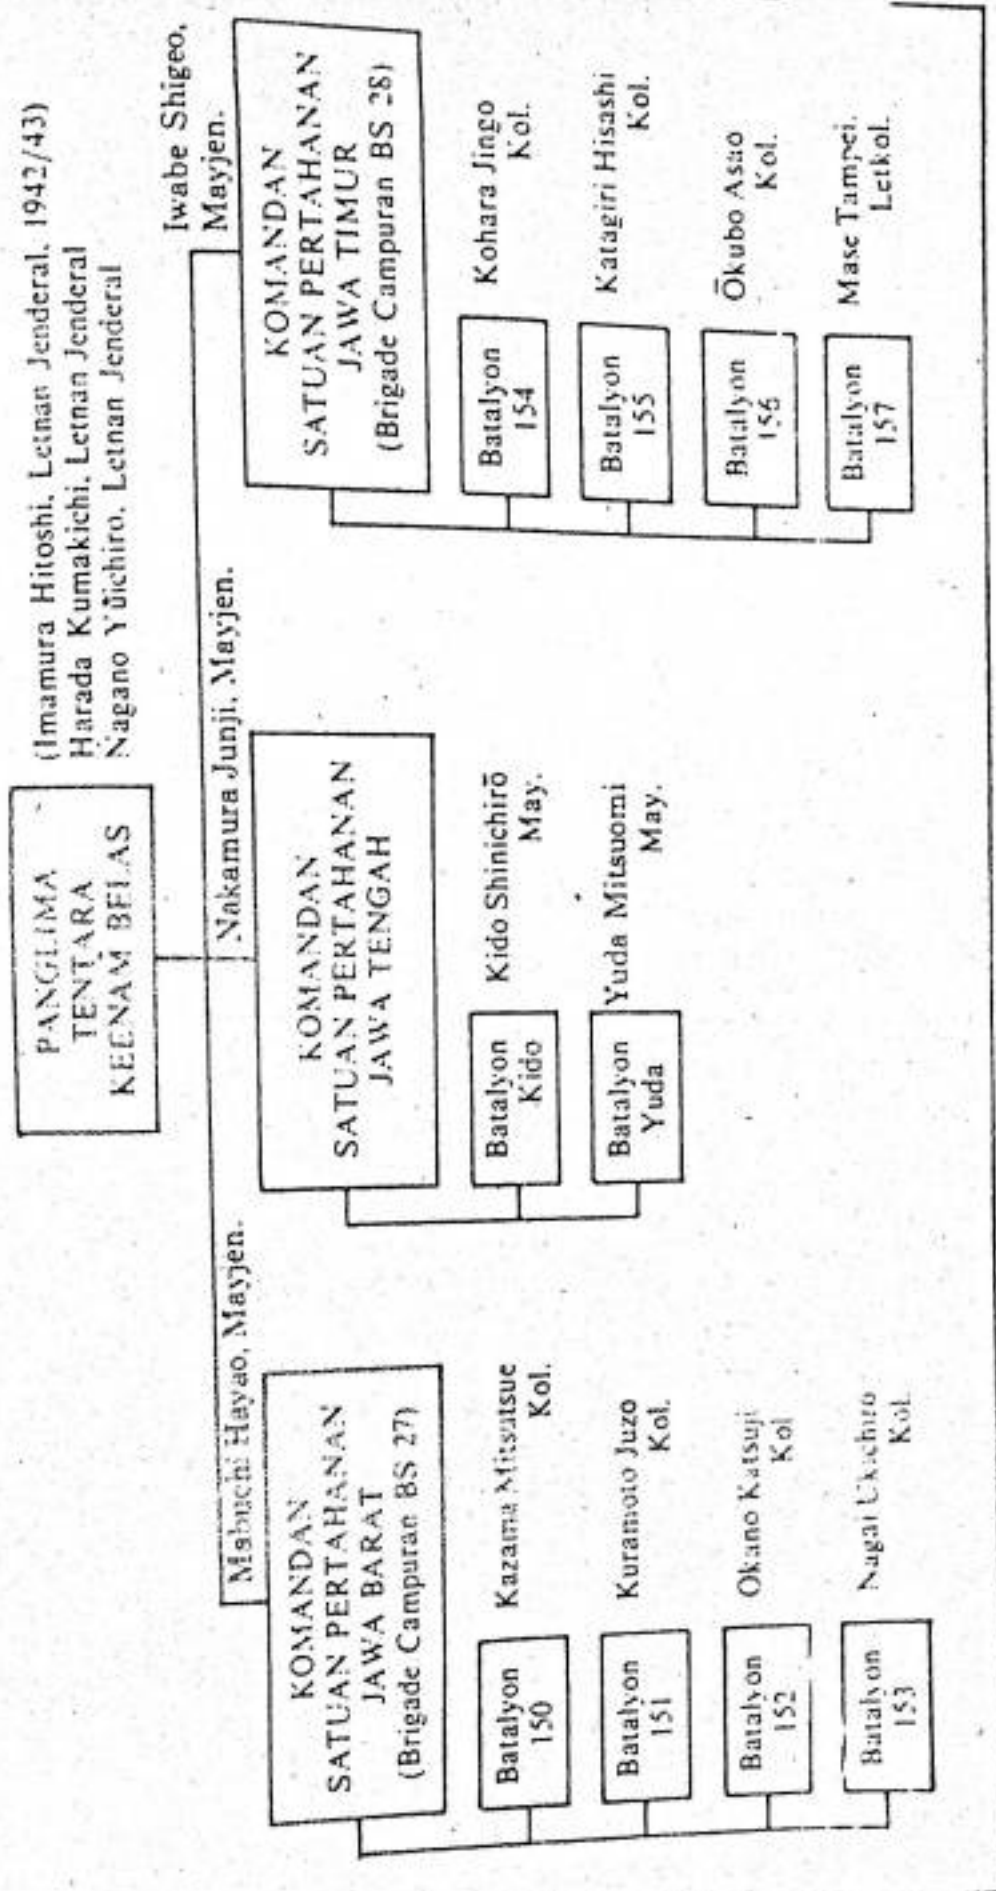 PANGLIMA
TENTARA
KEENAM BELAS
(Imamura Hitoshi, Letnan Jenderal, 1942/43)
Harada Kumakichi, Letnan Jenderal
Nagano Yūichiro, Letnan Jenderal
Mabuchi Hayao, Mayjen.
KOMANDAN
SATUAN PERTAHANAN
JAWA BARAT
(Brigade Campuran BS 27)
Batalyon
150
Kazama Mitsutsue
Kol.
Batalyon
151
Kuramoto Juzo
Kol.
Batalyon
152
Okano Katsuji
Kol
Batalyon
153
Nagai Ukichiro
Kol.
Nakamura Junji, Mayjen.
KOMANDAN
SATUAN PERTAHANAN
JAWA TENGAH
Batalyon
Kido
Kido Shinichirō
May.
Batalyon
Yuda
Yuda Mitsuomi
May.
Iwabe Shigeo,
Mayjen.
KOMANDAN
SATUAN PERTAHANAN
JAWA TIMUR
(Brigade Campuran BS 28)
Batalyon
154
Kohara Jingo
Kol.
Batalyon
155
Katagiri Hisashi
Kol.
Batalyon
156
Ōkubo Asao
Kol.
Batalyon
157
Mase Tampei.
Letkol.